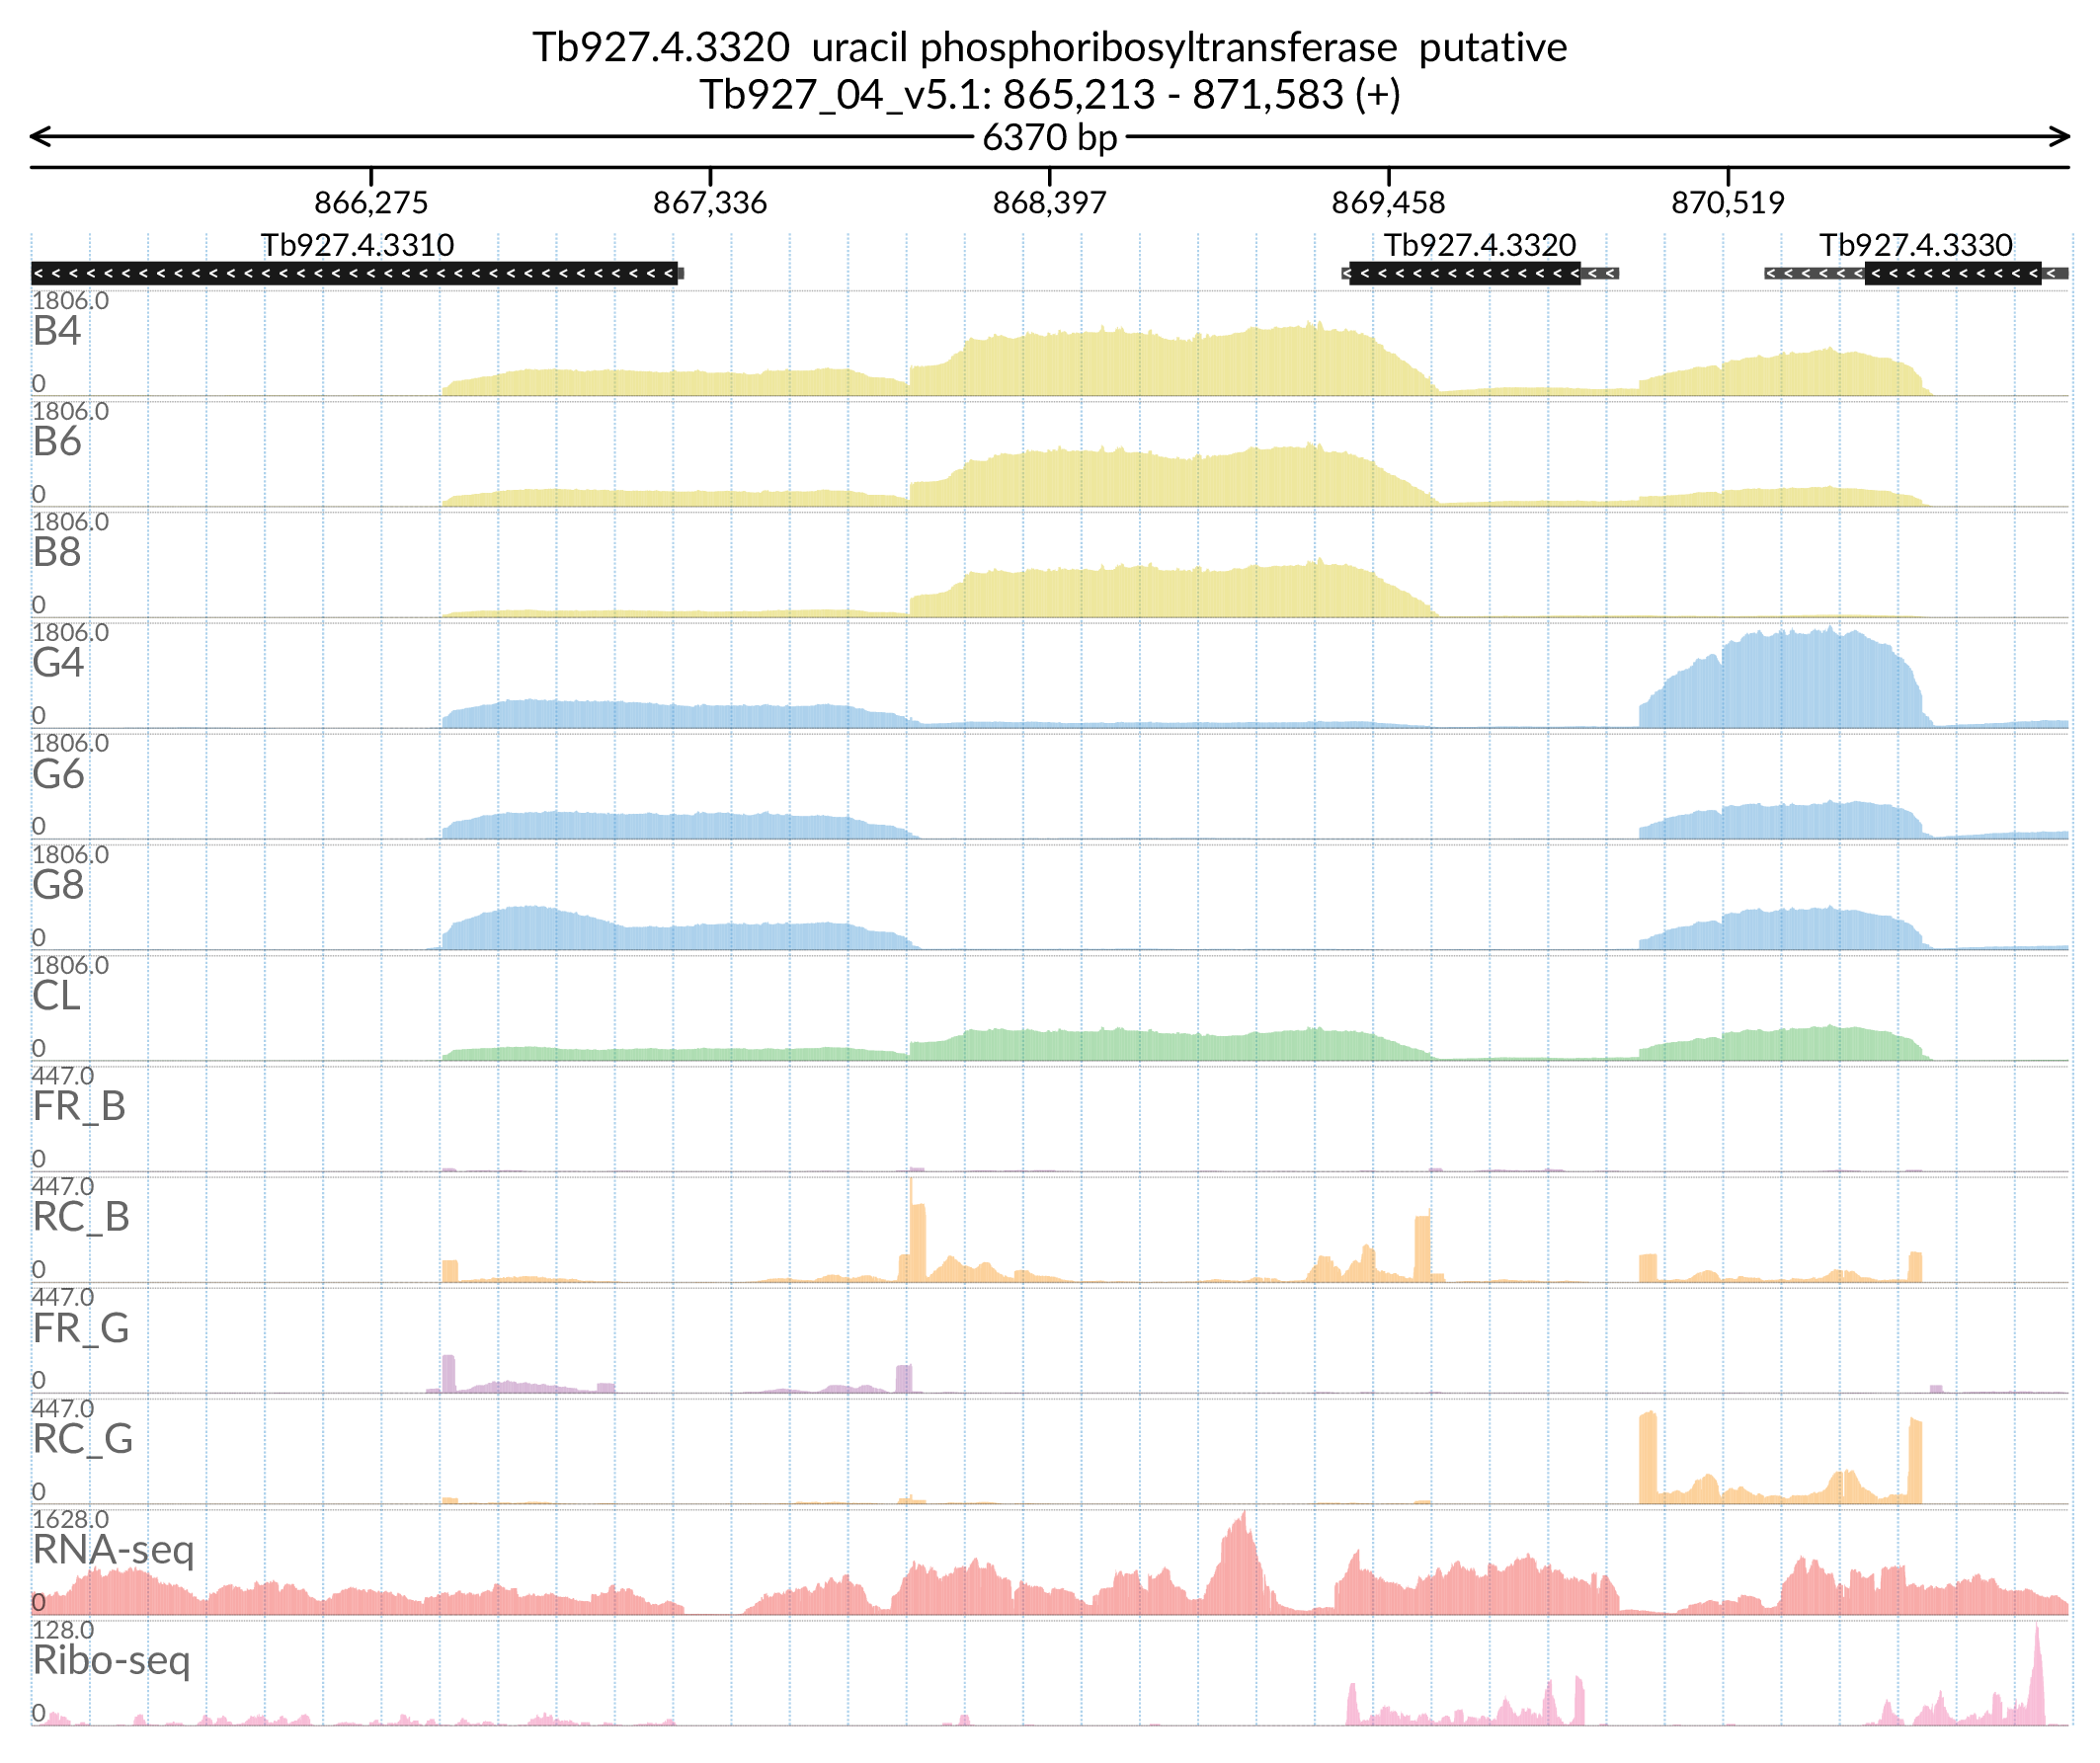 Tb927.4.3320  uracil phosphoribosyltransferase  putative
Tb927_04_v5.1: 865,213 - 871,583 (+)
6370 bp
866,275 867,336 868,397 869,458 870,519
Tb927.4.3310 Tb927.4.3320 Tb927.4.3330
1806.0
B4
0
1806.0
B6
0
1806.0
B8
0
1806.0
G4
0
1806.0
G6
0
1806.0
G8
0
1806.0
CL
0
447.0
FR_B
0
447.0
RC_B
0
447.0
FR_G
0
447.0
RC_G
0
1628.0
RNA-seq
0
128.0
Ribo-seq
0